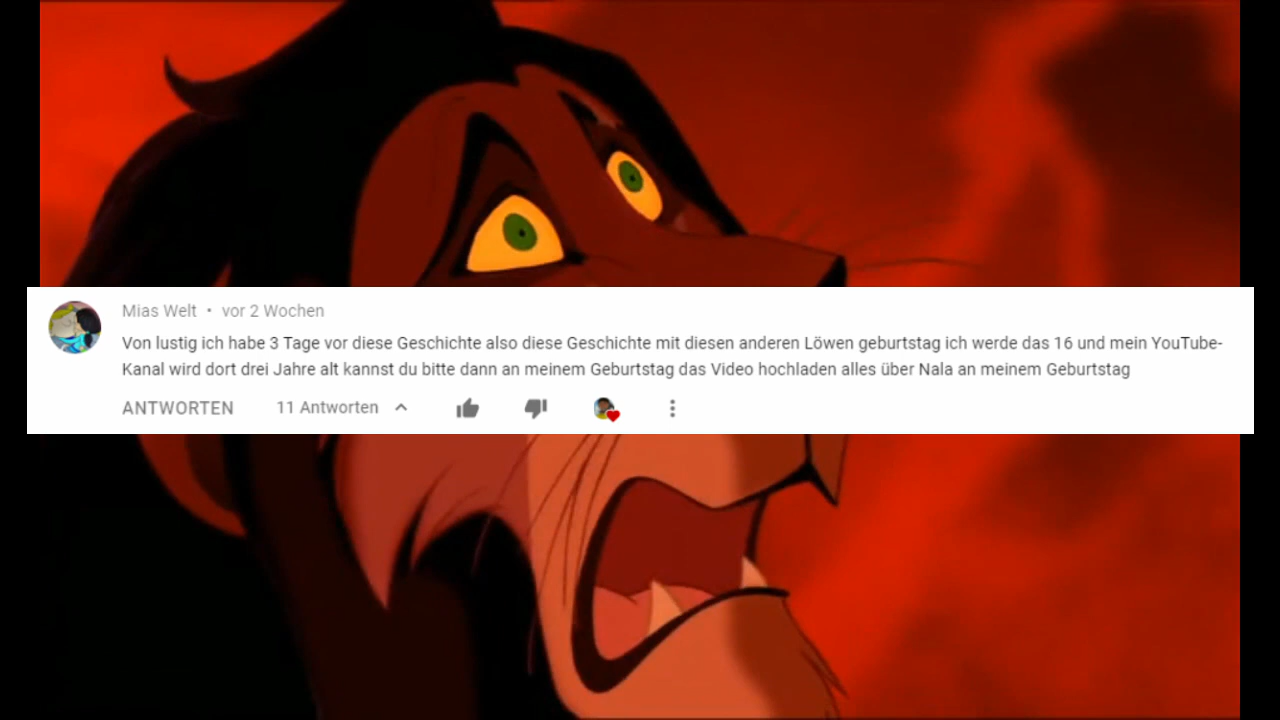 Mias Welt • vor 2 Wochen
Von lustig ich habe 3 Tage vor diese Geschichte also diese Geschichte mit diesen anderen Löwen geburtstag ich werde das 16 und mein YouTube-
Kanal wird dort drei Jahre alt kannst du bitte dann an meinem Geburtstag das Video hochladen alles über Nala an meinem Geburtstag
ANTWORTEN 11 Antworten